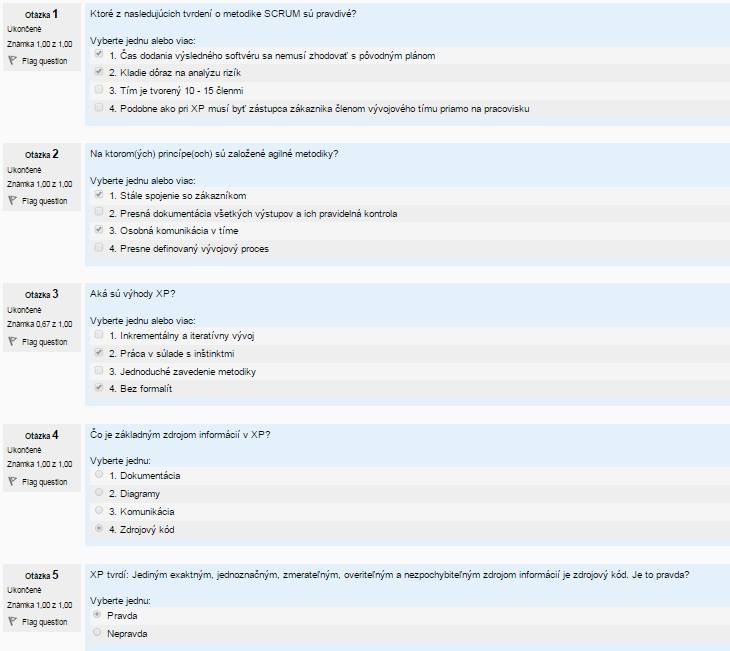 Otázka 1
Ukončené
Známka 1,00 z 1,00
Flag question
Ktoré z nasledujúcich tvrdení o metodike SCRUM sú pravdivé?
Vyberte jednu alebo viac:
1. Čas dodania výsledného softvéru sa nemusí zhodovať s pôvodným plánom
2. Kladie dôraz na analýzu rizík
3. Tím je tvorený 10 - 15 členmi
4. Podobne ako pri XP musí byť zástupca zákaznika členom vývojového tímu priamo na pracovisku
Otázka 2
Ukončené
Známka 1,00 z 1,00
Flag question
Na ktorom(ých) princípe(och) sú založené agilné metodiky?
Vyberte jednu alebo viac:
1. Stále spojenie so zákazníkom
2. Presná dokumentácia všetkých výstupov a ich pravidelná kontrola
3. Osobná komunikácia v tíme
4. Presne definovaný vývojový proces
Otázka 3
Ukončené
Známka 0,67 z 1,00
Flag question
Aká sú výhody XP?
Vyberte jednu alebo viac:
1. Inkrementálny a iteratívny vývoj
2. Práca v súlade s inštinktmi
3. Jednoduché zavedenie metodiky
4. Bez formalít
Otázka 4
Ukončené
Známka 1,00 z 1,00
Flag question
Čo je základným zdrojom informácií v XP?
Vyberte jednu:
1. Dokumentácia
2. Diagramy
3. Komunikácia
4. Zdrojový kód
Otázka 5
Ukončené
Známka 1,00 z 1,00
Flag question
XP tvrdí: Jediným exaktným, jednoznačným, zmerateľným, overiteľným a nezpochybiteľným zdrojom informácií je zdrojový kód. Je to pravda?
Vyberte jednu:
Pravda
Nepravda